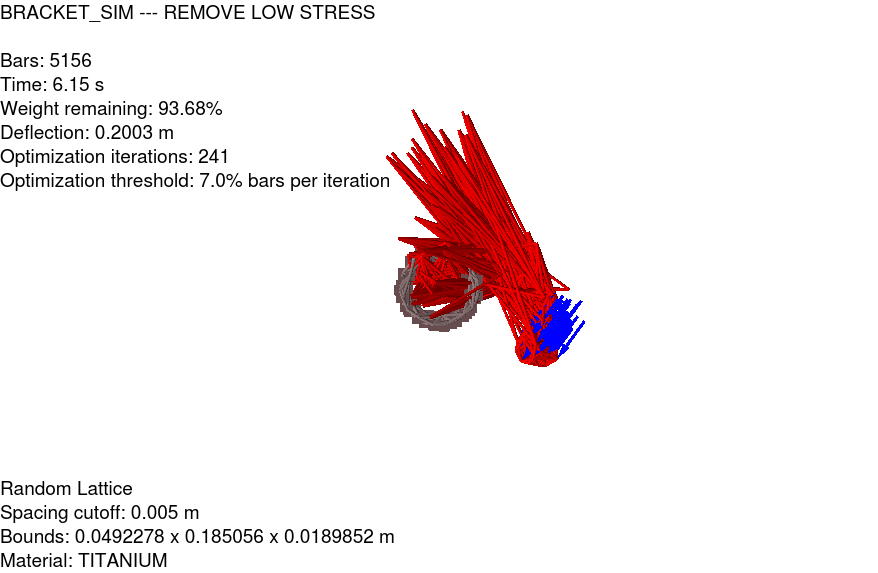 BRACKET_SIM --- REMOVE LOW STRESS
Bars: 5156
Time: 6.15 s
Weight remaining: 93.68%
Deflection: 0.2003 m
Optimization iterations: 241
Optimization threshold: 7.0% bars per iteration
Random Lattice
Spacing cutoff: 0.005 m
Bounds: 0.0492278 x 0.185056 x 0.0189852 m
Material: TITANIUM